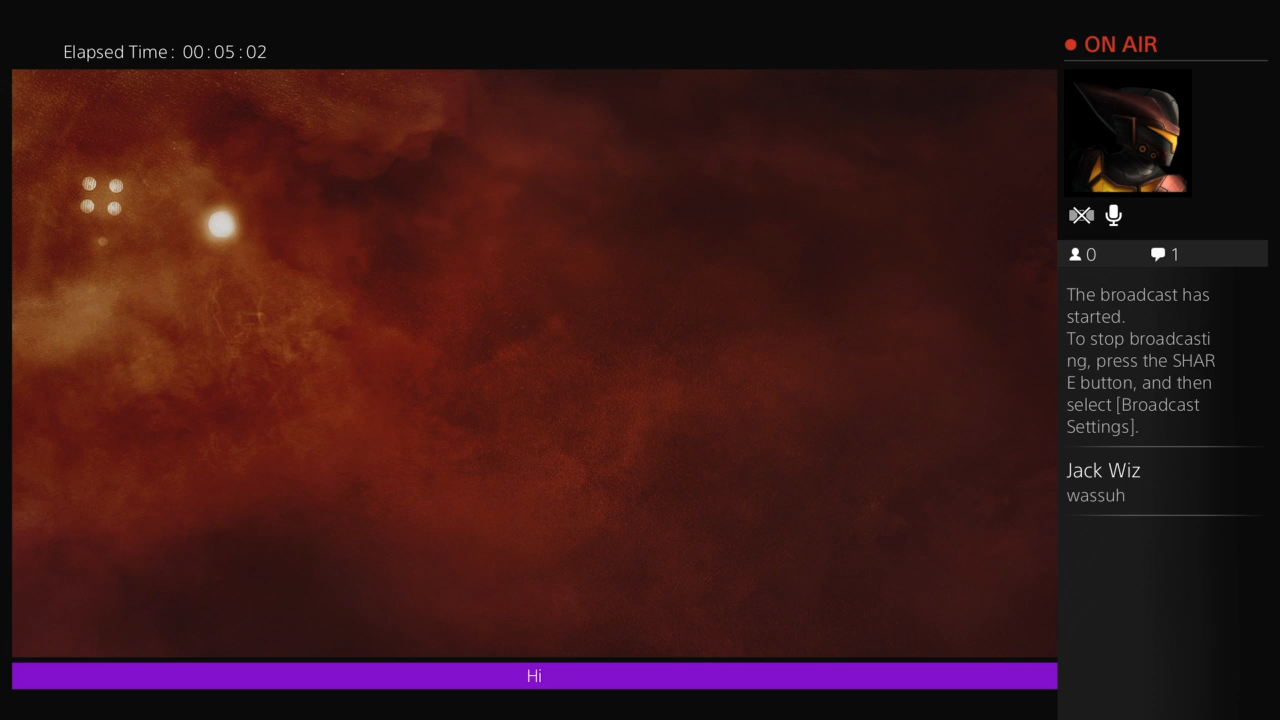 Elapsed Time: 00:05:02
ON AIR
0 1
The broadcast has
started.
To stop broadcasti
ng, press the SHAR
E button, and then
select [Broadcast
Settings].
Jack Wiz
wassuh
Hi